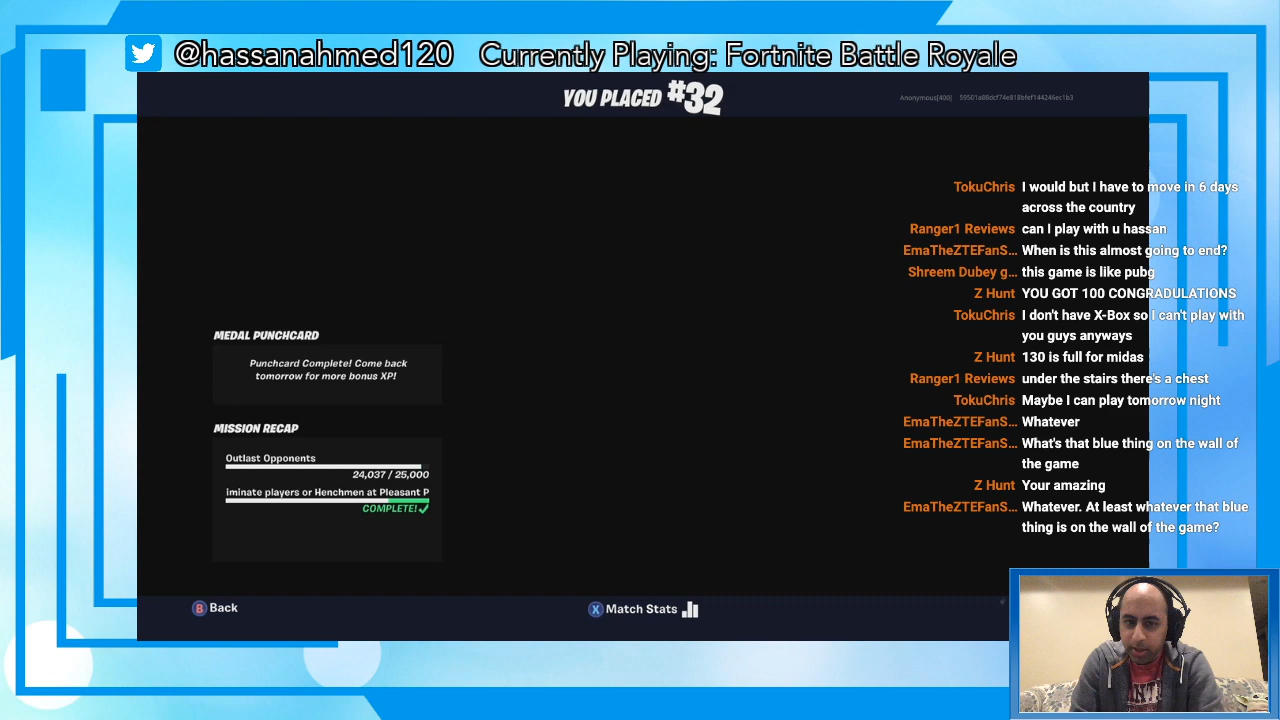 @hassanahmed120 Currently Playing: Fortnite Battle Royale
YOU PLACED #32
Anonymous[400]
TokuChris I would but I have to move in 6 days
across the country
Ranger1 Reviews can I play with u hassan
EmaTheZTEFanS... When is this almost going to end?
Shreem Dubey g... this game is like pubg
Z Hunt YOU GOT 100 CONGRADULATIONS
TokuChris I don't have X-Box so I can't play with
you guys anyways
Z Hunt 130 is full for midas
Ranger1 Reviews under the stairs there's a chest
TokuChris Maybe I can play tomorrow night
EmaTheZTEFanS... Whatever
EmaTheZTEFanS... What's that blue thing on the wall of
the game
Z Hunt Your amazing
EmaTheZTEFanS... Whatever. At least whatever that blue
thing is on the wall of the game?
MEDAL PUNCHCARD
Punchcard Complete! Come back
tomorrow for more bonus XP!
MISSION RECAP
Outlast Opponents
24,037 / 25,000
iminate players or Henchmen at Pleasant P
COMPLETE!
B Back
X Match Stats